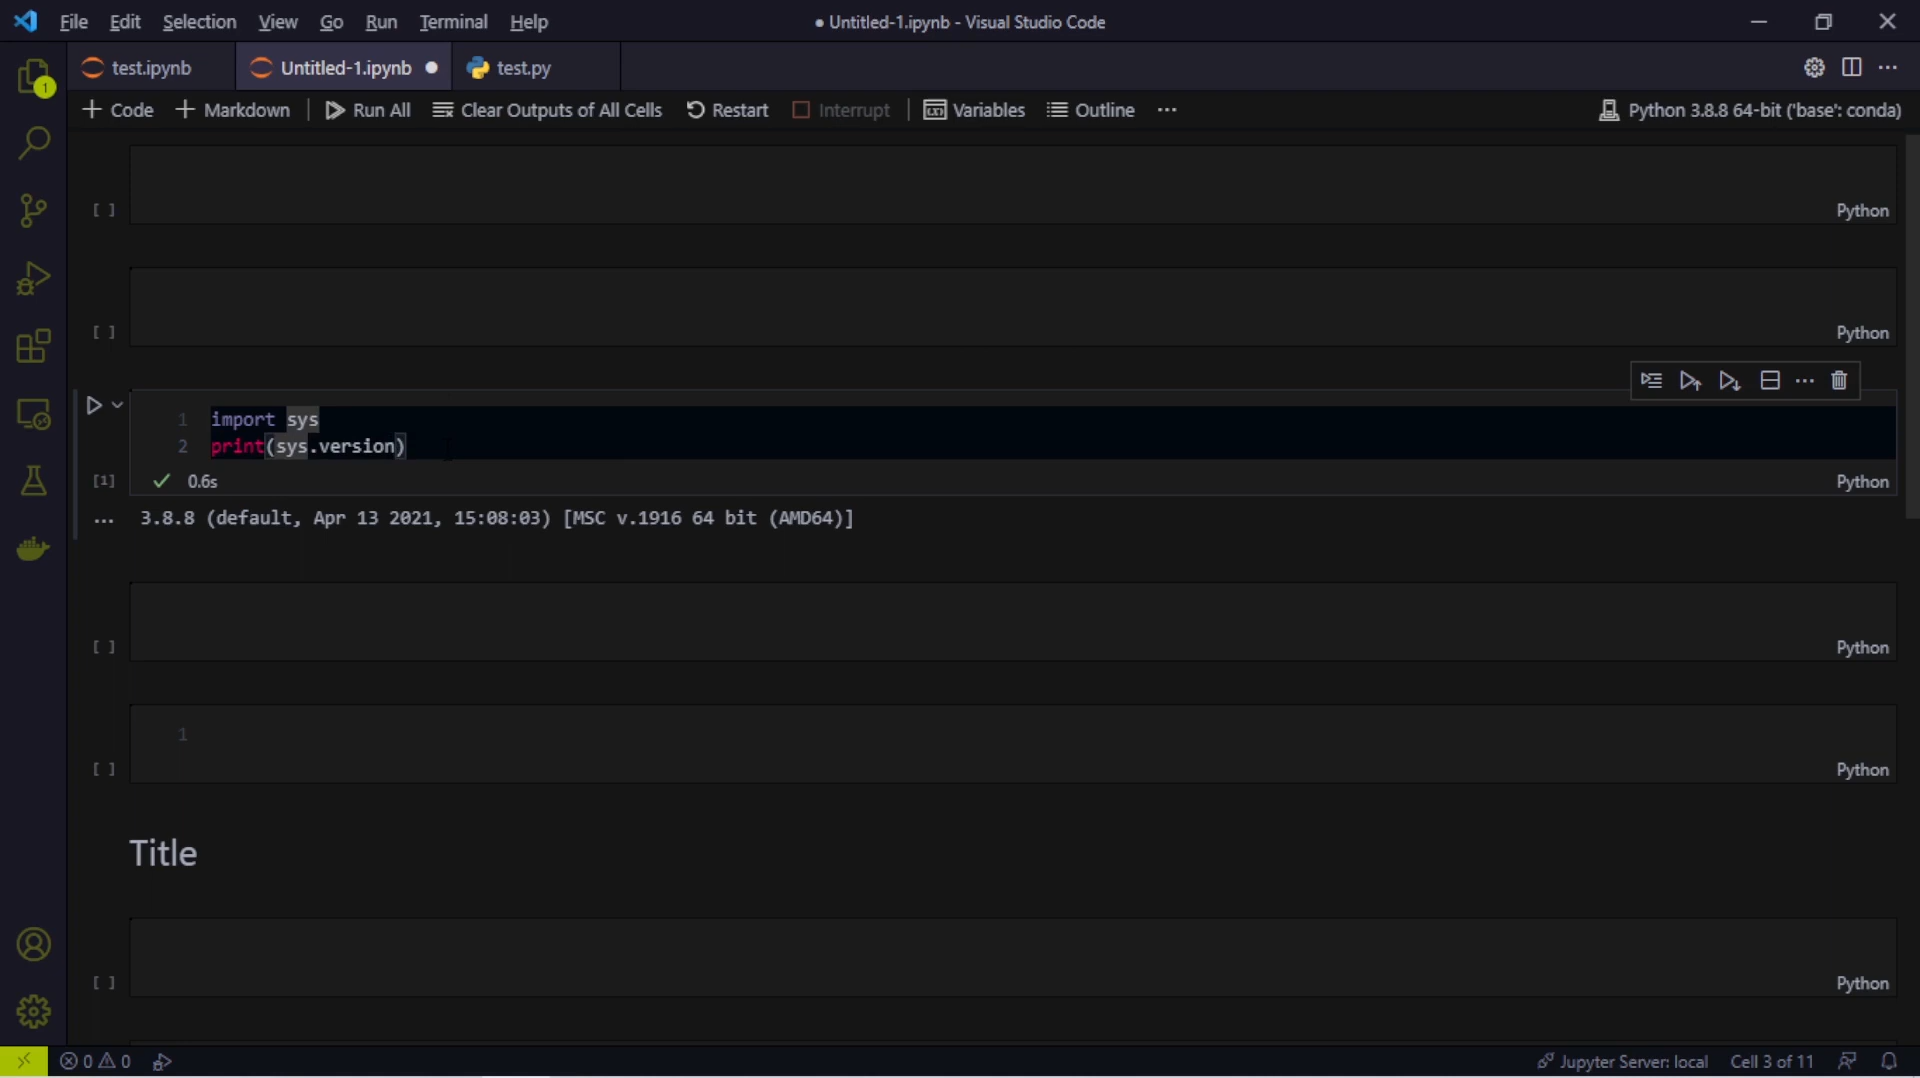 File Edit Selection View Go Run Terminal Help ● Untitled-1.ipynb - Visual Studio Code
1 test.ipynb Untitled-1.ipynb ● test.py
+ Code + Markdown Run All Clear Outputs of All Cells Restart Interrupt Variables Outline ··· Python 3.8.8 64-bit ('base': conda)
[ ] Python
[ ] Python
1 import sys
2 print(sys.version)
[1] ✓ 0.6s Python
··· 3.8.8 (default, Apr 13 2021, 15:08:03) [MSC v.1916 64 bit (AMD64)]
[ ] Python
1
[ ] Python
Title
[ ] Python
0 0 Jupyter Server: local Cell 3 of 11